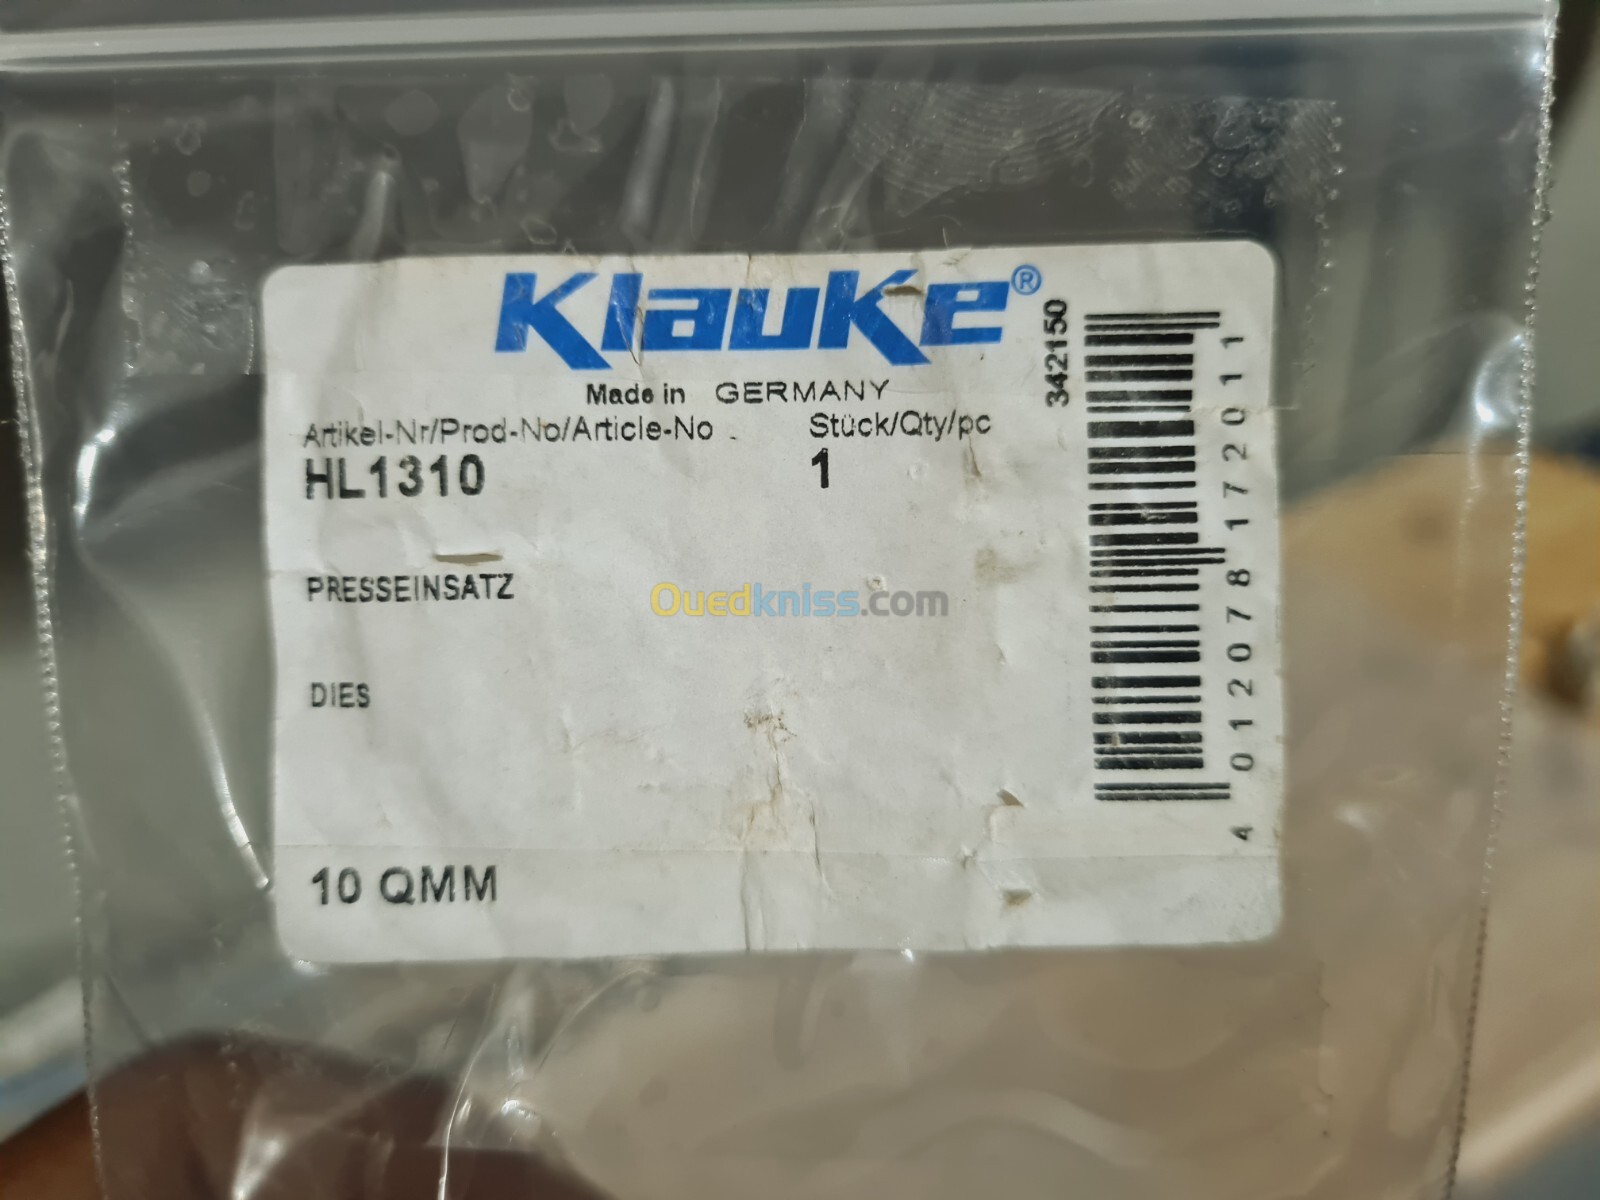 Klauke®
Made in GERMANY
Artikel-Nr/Prod-No/Article-No. Stück/Qty/pc
HL1310 1
PRESSEINSATZ
DIES
10 QMM
342150
4 012078 172011
Ouedkniss.com